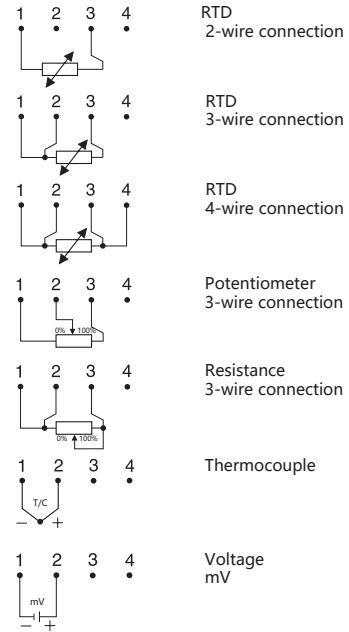 1 2 3 4
RTD
2-wire connection
1 2 3 4
RTD
3-wire connection
1 2 3 4
RTD
4-wire connection
1 2 3 4
Potentiometer
3-wire connection
0% 100%
1 2 3 4
Resistance
3-wire connection
0% 100%
1 2 3 4
Thermocouple
T/C
– +
1 2 3 4
Voltage
mV
mV
– +